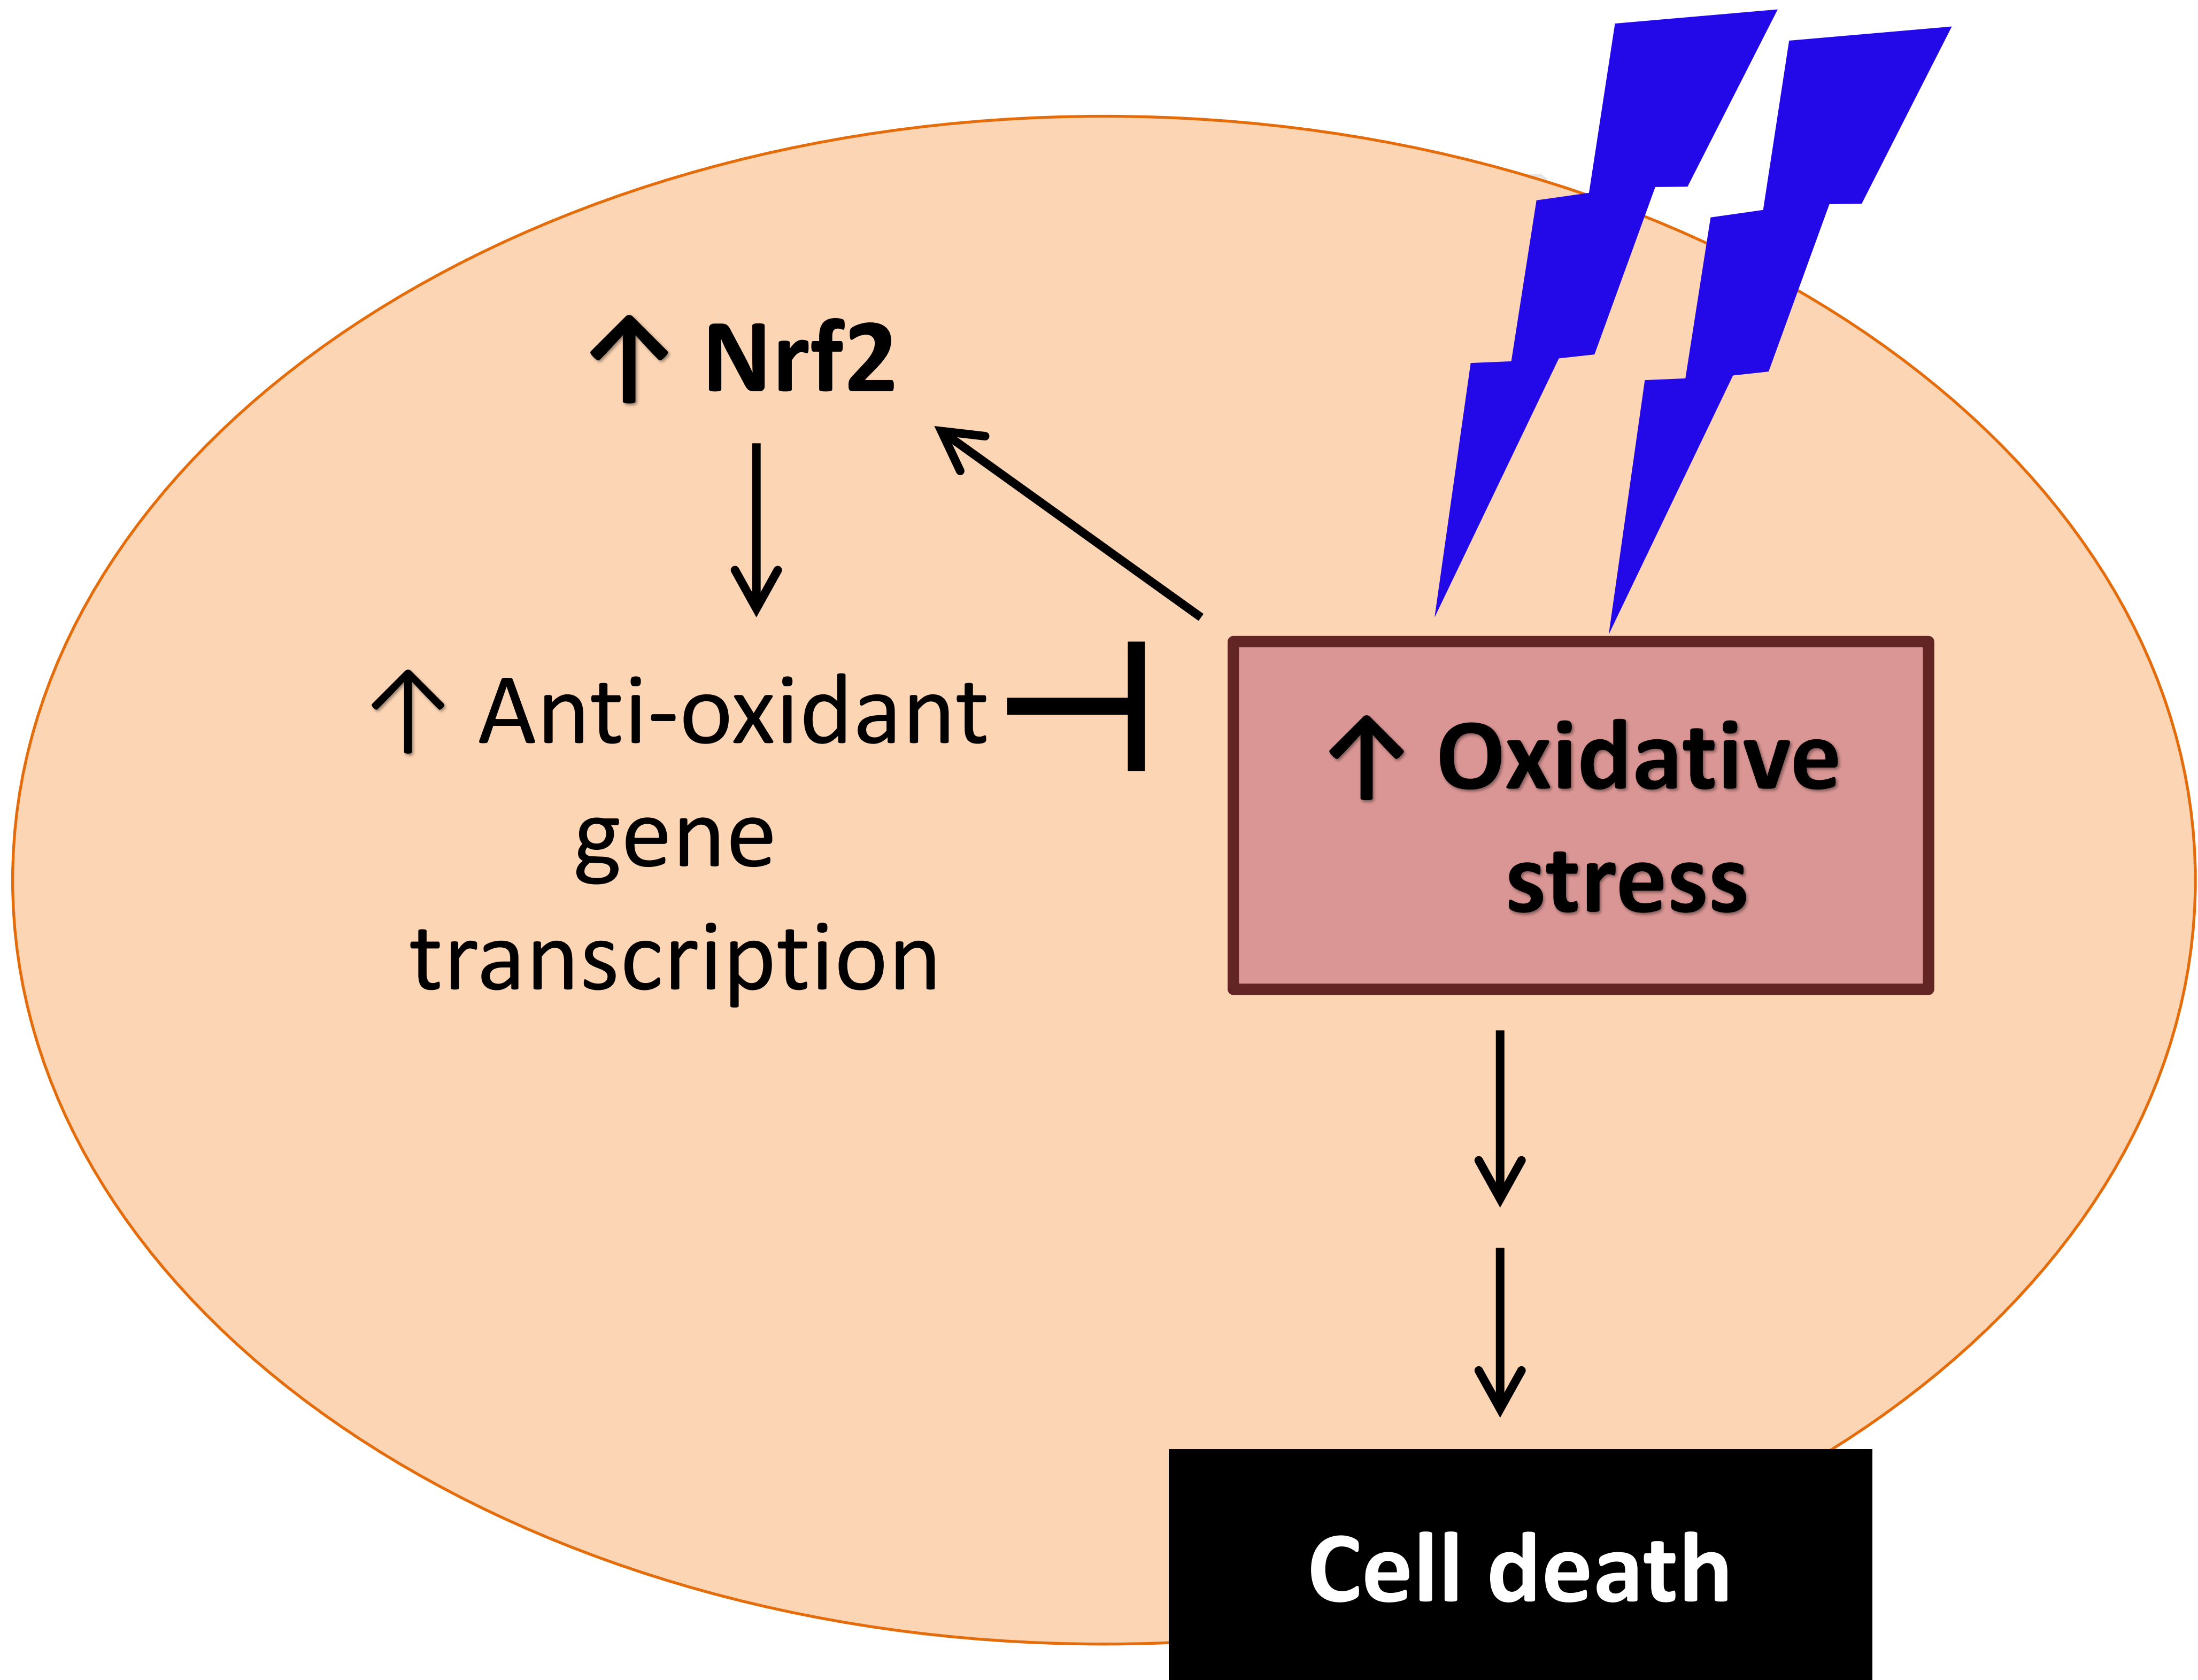 ↑ Nrf2
↑ Anti-oxidant
gene
transcription
↑ Oxidative
stress
Cell death